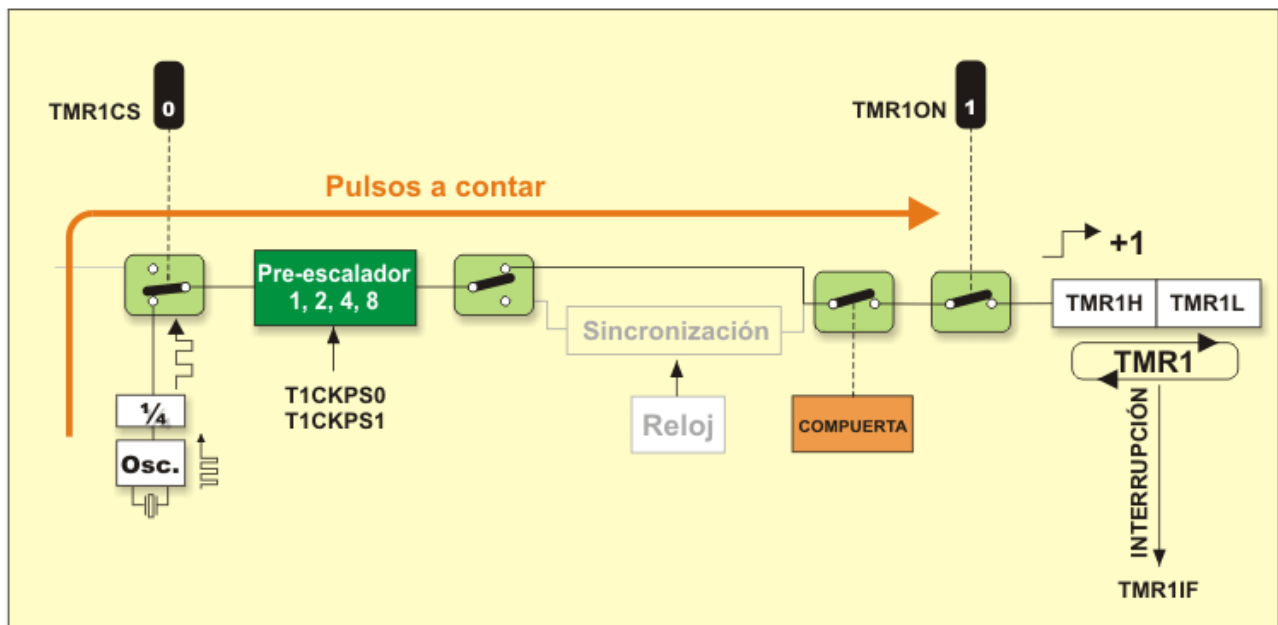 TMR1CS
0
TMR1ON
1
Pulsos a contar
+1
Pre-escalador
1, 2, 4, 8
Sincronización
TMR1H
TMR1L
TMR1
T1CKPS0
T1CKPS1
Reloj
COMPUERTA
¼
Osc.
INTERRUPCIÓN
TMR1IF